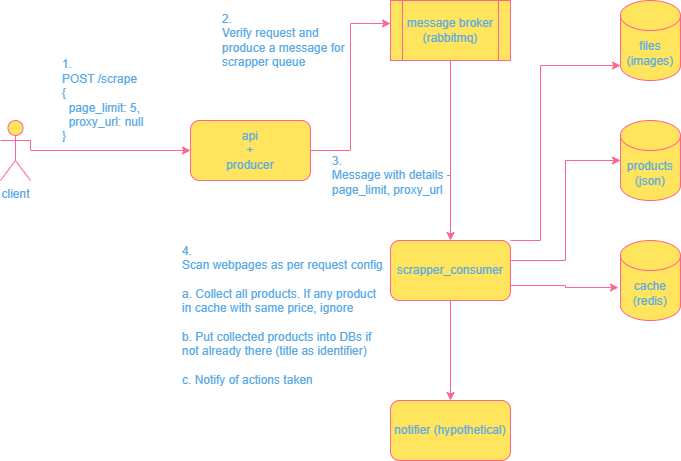 2.
Verify request and
produce a message for
scrapper queue
message broker
(rabbitmq)
files
(images)
1.
POST /scrape
{
page_limit: 5,
proxy_url: null
}
client
api
+
producer
3.
Message with details -
page_limit, proxy_url
products
(json)
4.
Scan webpages as per request config
a. Collect all products. If any product
in cache with same price, ignore
b. Put collected products into DBs if
not already there (title as identifier)
c. Notify of actions taken
scrapper_consumer
cache
(redis)
notifier (hypothetical)